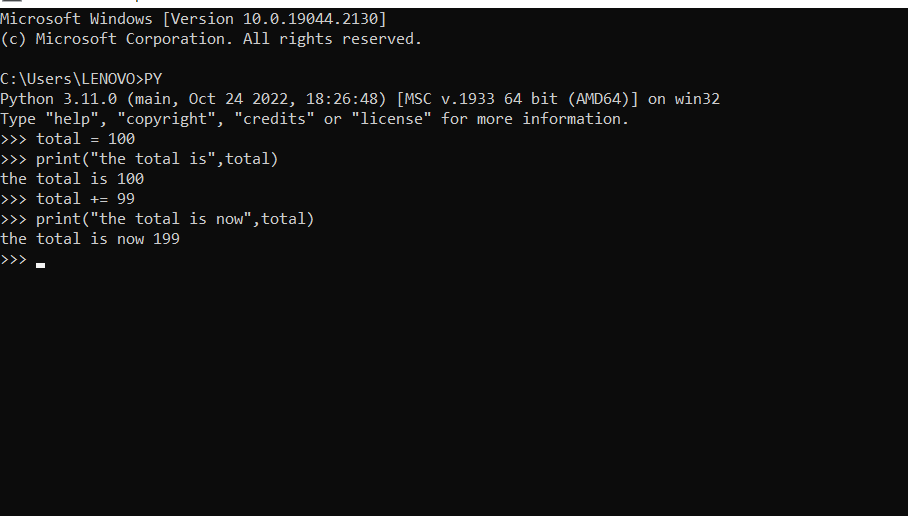 Microsoft Windows [Version 10.0.19044.2130]
(c) Microsoft Corporation. All rights reserved.
C:\Users\LENOVO>PY
Python 3.11.0 (main, Oct 24 2022, 18:26:48) [MSC v.1933 64 bit (AMD64)] on win32
Type "help", "copyright", "credits" or "license" for more information.
>>> total = 100
>>> print("the total is",total)
the total is 100
>>> total += 99
>>> print("the total is now",total)
the total is now 199
>>>